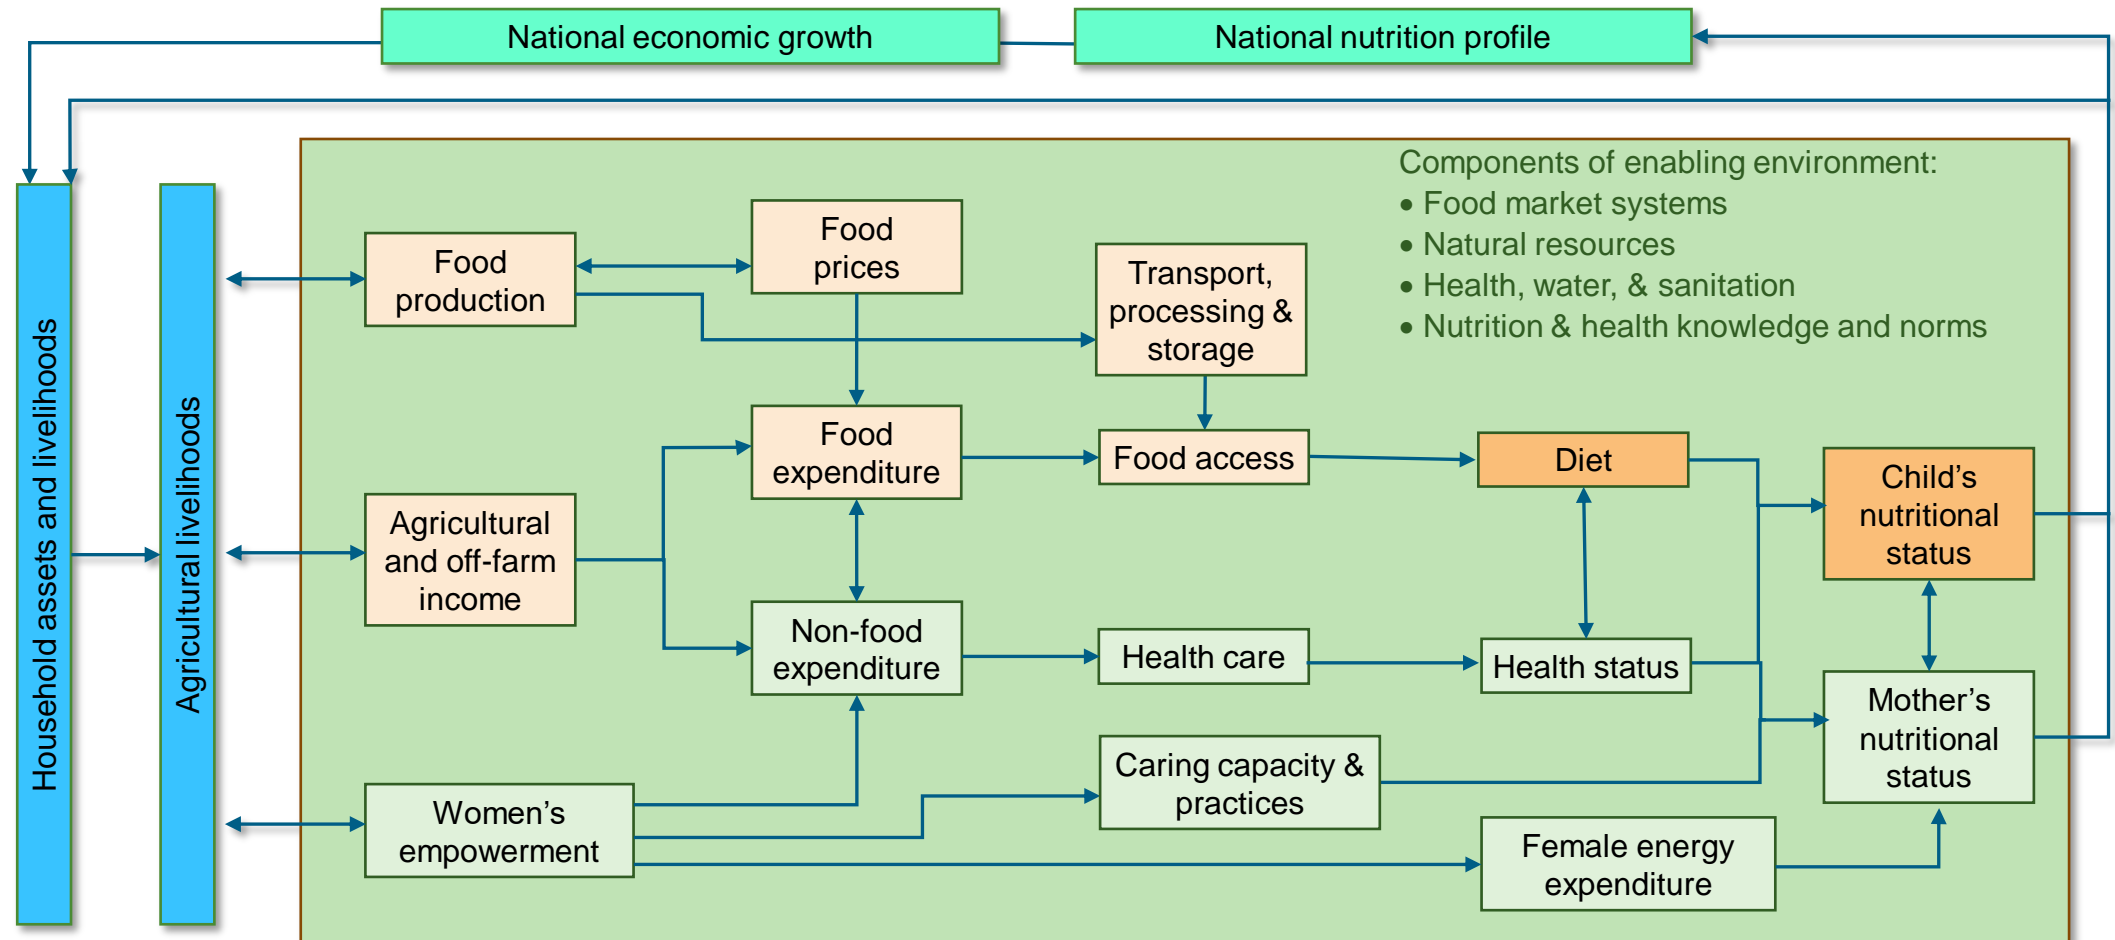 National economic growth
National nutrition profile
Components of enabling environment:
• Food market systems
• Natural resources
• Health, water, & sanitation
• Nutrition & health knowledge and norms
Household assets and livelihoods
Agricultural livelihoods
Food
production
Food
prices
Transport,
processing &
storage
Agricultural
and off-farm
income
Food
expenditure
Food access
Diet
Child’s
nutritional
status
Non-food
expenditure
Health care
Health status
Mother’s
nutritional
status
Women’s
empowerment
Caring capacity &
practices
Female energy
expenditure